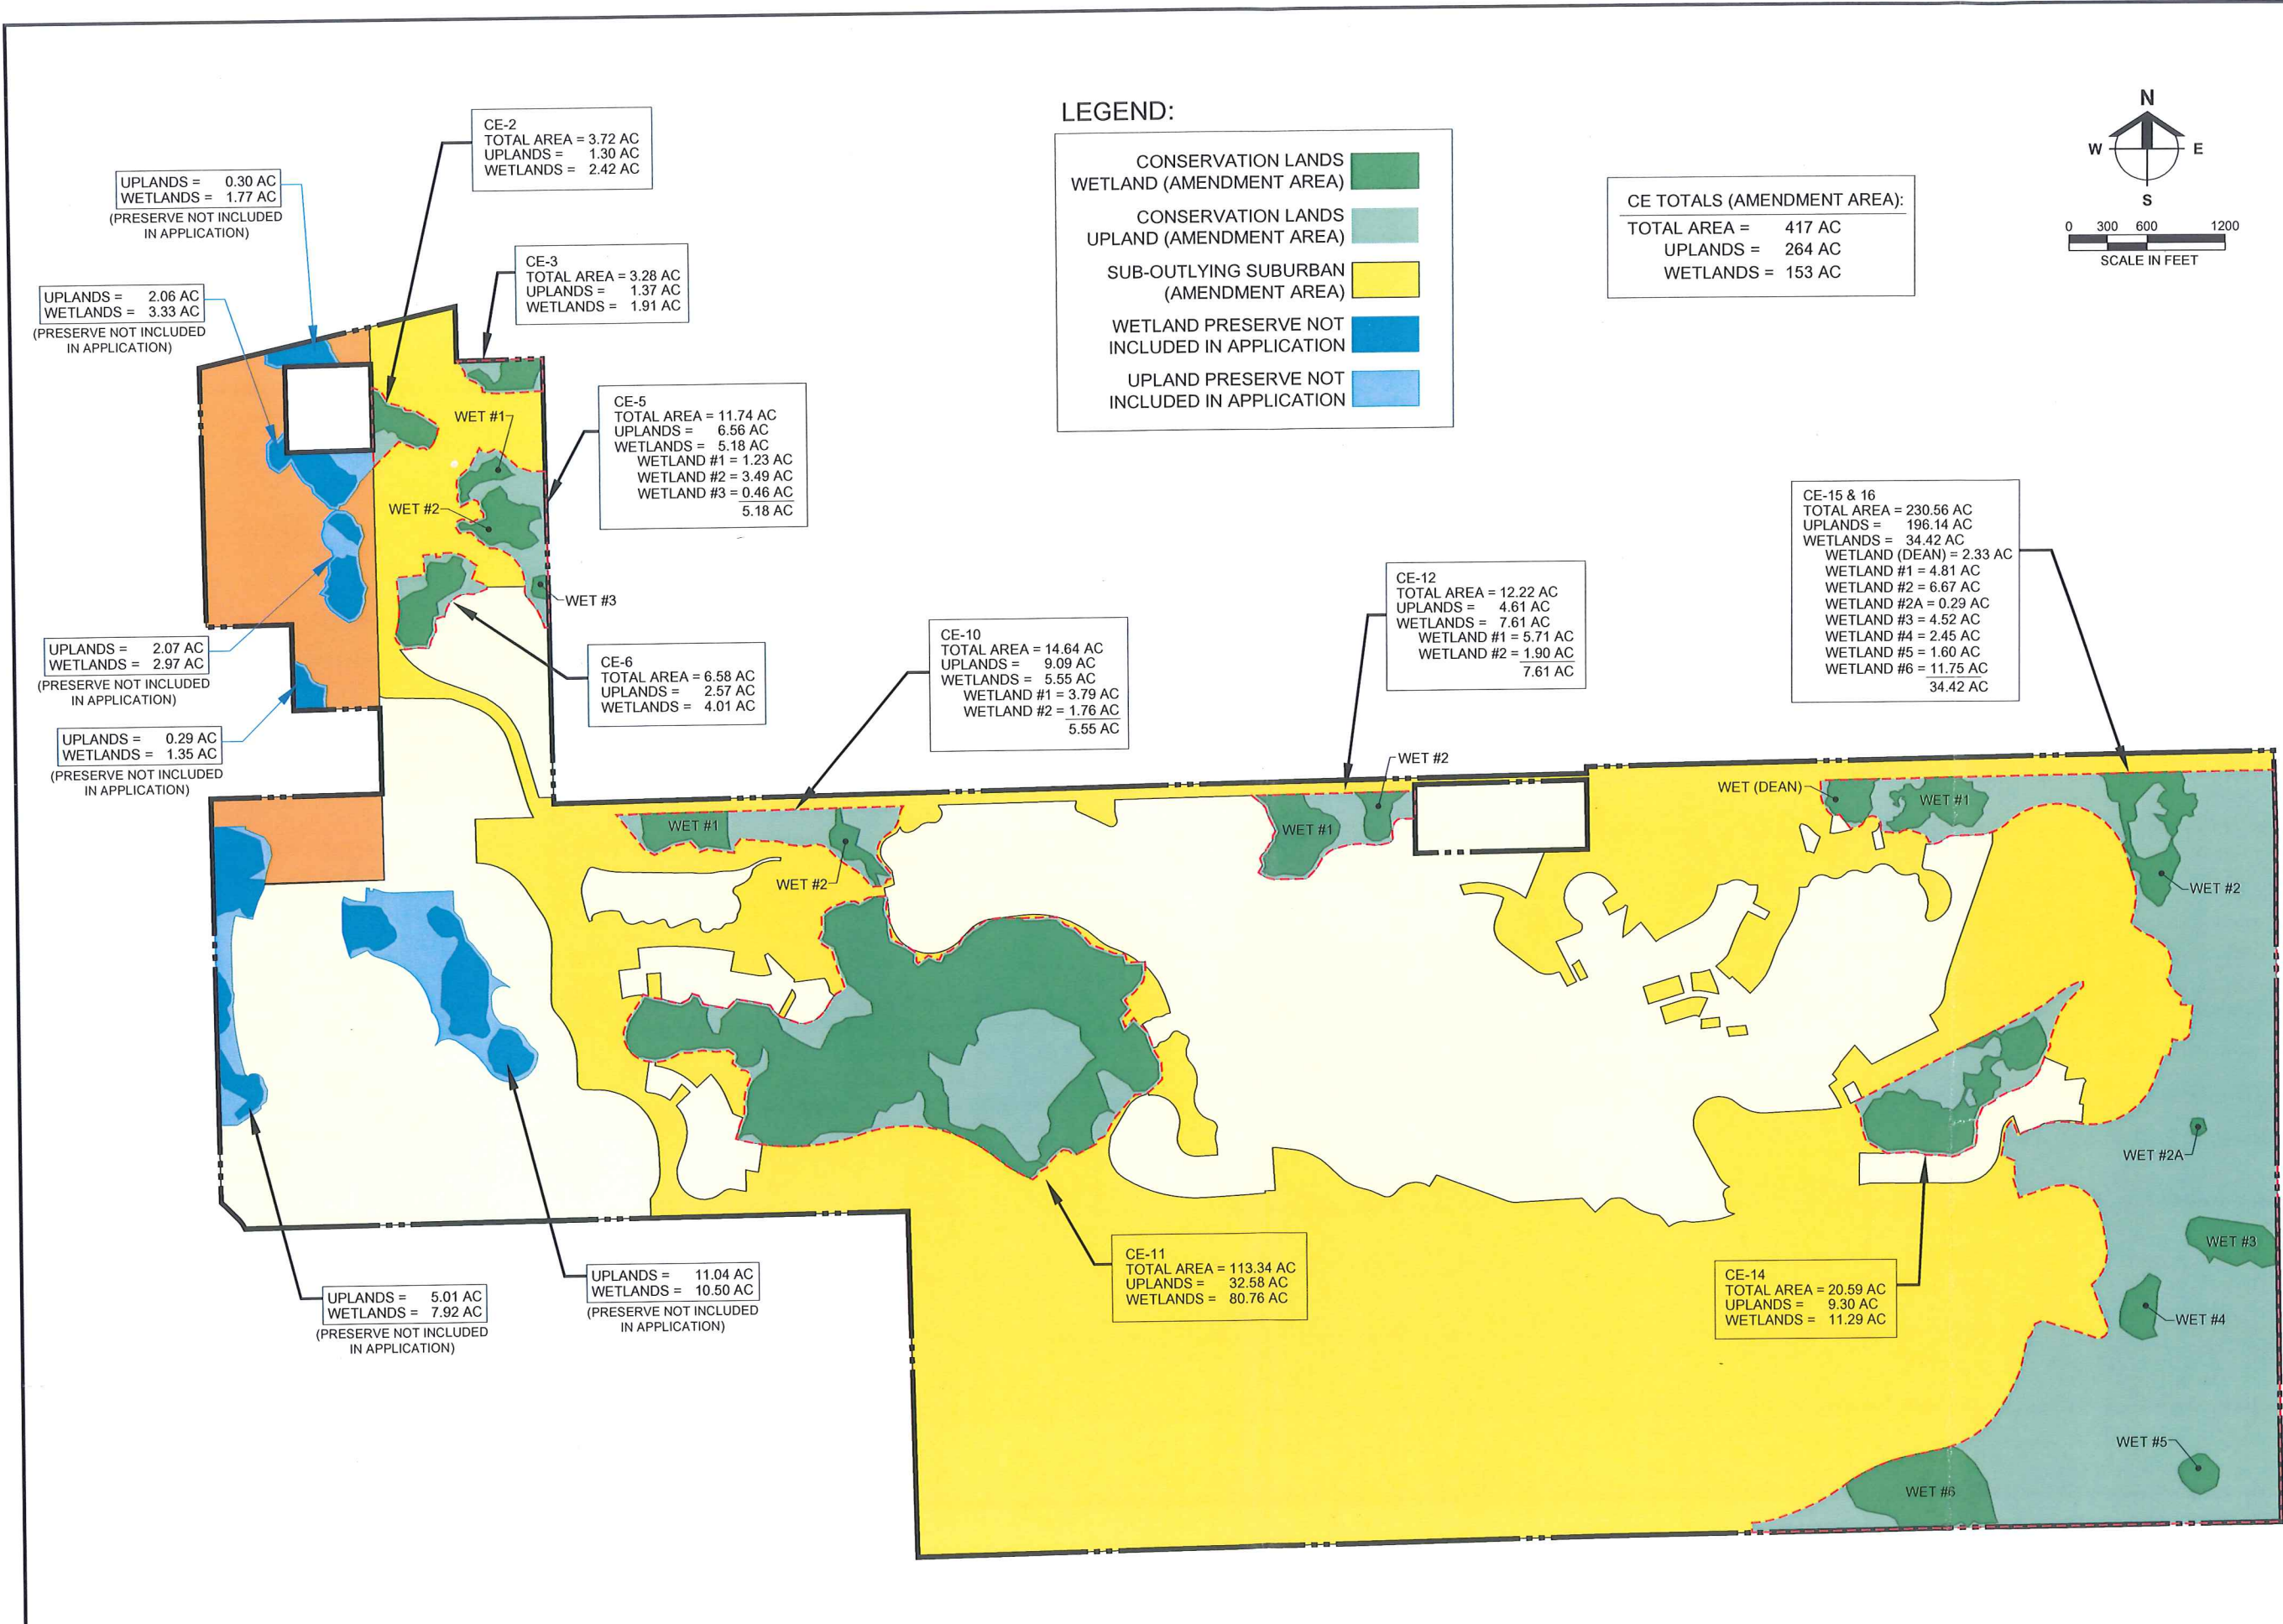 LEGEND:
CONSERVATION LANDS
WETLAND (AMENDMENT AREA)
CONSERVATION LANDS
UPLAND (AMENDMENT AREA)
SUB-OUTLYING SUBURBAN
(AMENDMENT AREA)
WETLAND PRESERVE NOT
INCLUDED IN APPLICATION
UPLAND PRESERVE NOT
INCLUDED IN APPLICATION
CE TOTALS (AMENDMENT AREA):
TOTAL AREA = 417 AC
UPLANDS = 264 AC
WETLANDS = 153 AC
N
W E
S
0 300 600 1200
SCALE IN FEET
CE-2
TOTAL AREA = 3.72 AC
UPLANDS = 1.30 AC
WETLANDS = 2.42 AC
UPLANDS = 0.30 AC
WETLANDS = 1.77 AC
(PRESERVE NOT INCLUDED
IN APPLICATION)
CE-3
TOTAL AREA = 3.28 AC
UPLANDS = 1.37 AC
WETLANDS = 1.91 AC
UPLANDS = 2.06 AC
WETLANDS = 3.33 AC
(PRESERVE NOT INCLUDED
IN APPLICATION)
CE-5
TOTAL AREA = 11.74 AC
UPLANDS = 6.56 AC
WETLANDS = 5.18 AC
WETLAND #1 = 1.23 AC
WETLAND #2 = 3.49 AC
WETLAND #3 = 0.46 AC
5.18 AC
WET #1
WET #2
WET #3
UPLANDS = 2.07 AC
WETLANDS = 2.97 AC
(PRESERVE NOT INCLUDED
IN APPLICATION)
CE-6
TOTAL AREA = 6.58 AC
UPLANDS = 2.57 AC
WETLANDS = 4.01 AC
UPLANDS = 0.29 AC
WETLANDS = 1.35 AC
(PRESERVE NOT INCLUDED
IN APPLICATION)
CE-10
TOTAL AREA = 14.64 AC
UPLANDS = 9.09 AC
WETLANDS = 5.55 AC
WETLAND #1 = 3.79 AC
WETLAND #2 = 1.76 AC
5.55 AC
CE-12
TOTAL AREA = 12.22 AC
UPLANDS = 4.61 AC
WETLANDS = 7.61 AC
WETLAND #1 = 5.71 AC
WETLAND #2 = 1.90 AC
7.61 AC
CE-15 & 16
TOTAL AREA = 230.56 AC
UPLANDS = 196.14 AC
WETLANDS = 34.42 AC
WETLAND (DEAN) = 2.33 AC
WETLAND #1 = 4.81 AC
WETLAND #2 = 6.67 AC
WETLAND #2A = 0.29 AC
WETLAND #3 = 4.52 AC
WETLAND #4 = 2.45 AC
WETLAND #5 = 1.60 AC
WETLAND #6 = 11.75 AC
34.42 AC
WET #1
WET #2
WET #1
WET #2
WET (DEAN)
WET #1
WET #2
WET #2A
WET #3
WET #4
WET #5
WET #6
UPLANDS = 5.01 AC
WETLANDS = 7.92 AC
(PRESERVE NOT INCLUDED
IN APPLICATION)
UPLANDS = 11.04 AC
WETLANDS = 10.50 AC
(PRESERVE NOT INCLUDED
IN APPLICATION)
CE-11
TOTAL AREA = 113.34 AC
UPLANDS = 32.58 AC
WETLANDS = 80.76 AC
CE-14
TOTAL AREA = 20.59 AC
UPLANDS = 9.30 AC
WETLANDS = 11.29 AC